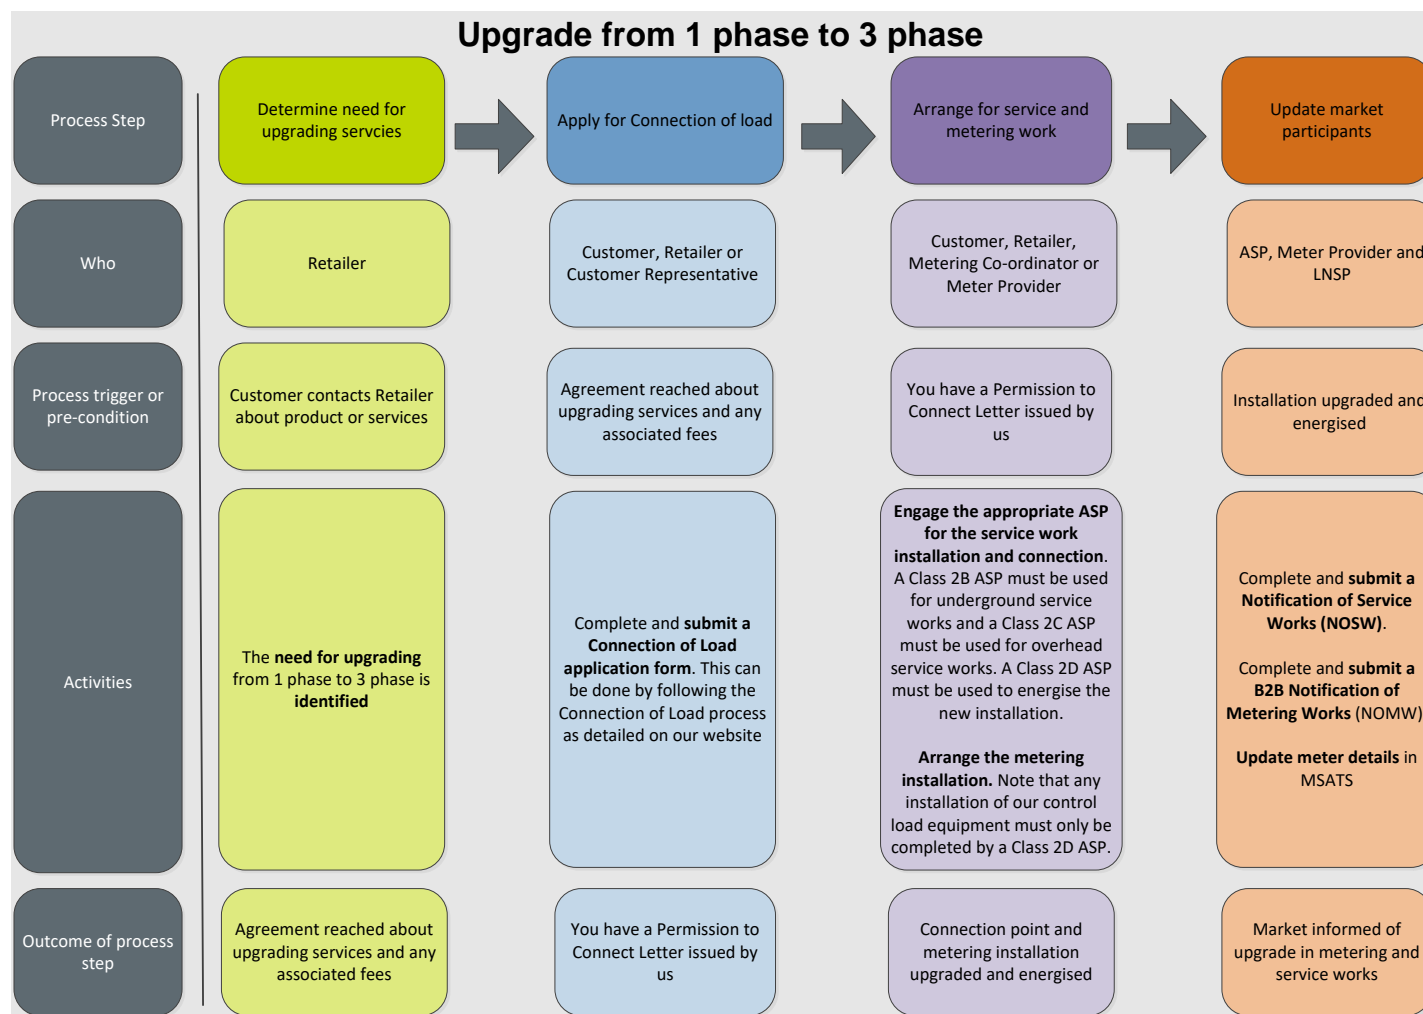 Upgrade from 1 phase to 3 phase
Process Step
Determine need for
upgrading servcies
Apply for Connection of load
Arrange for service and
metering work
Update market
participants
Who
Retailer
Customer, Retailer or
Customer Representative
Customer, Retailer,
Metering Co-ordinator or
Meter Provider
ASP, Meter Provider and
LNSP
Process trigger or
pre-condition
Customer contacts Retailer
about product or services
Agreement reached about
upgrading services and any
associated fees
You have a Permission to
Connect Letter issued by
us
Installation upgraded and
energised
Activities
The need for upgrading
from 1 phase to 3 phase is
identified
Complete and submit a
Connection of Load
application form. This can
be done by following the
Connection of Load process
as detailed on our website
Engage the appropriate ASP
for the service work
installation and connection.
A Class 2B ASP must be used
for underground service
works and a Class 2C ASP
must be used for overhead
service works. A Class 2D ASP
must be used to energise the
new installation.
Arrange the metering
installation. Note that any
installation of our control
load equipment must only be
completed by a Class 2D ASP.
Complete and submit a
Notification of Service
Works (NOSW).
Complete and submit a
B2B Notification of
Metering Works (NOMW)
Update meter details in
MSATS
Outcome of process
step
Agreement reached about
upgrading services and any
associated fees
You have a Permission to
Connect Letter issued by
us
Connection point and
metering installation
upgraded and energised
Market informed of
upgrade in metering and
service works